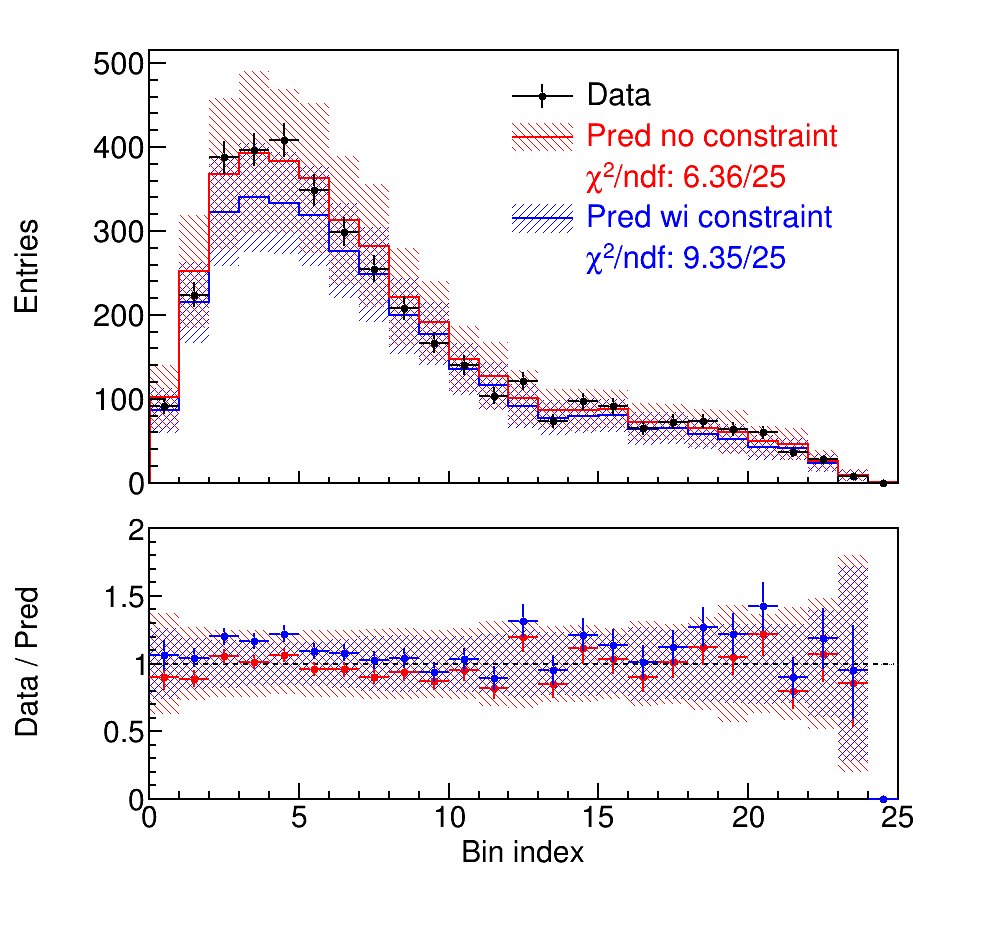 500
400
300
200
100
0
Entries
Data
Pred no constraint
χ²/ndf: 6.36/25
Pred wi constraint
χ²/ndf: 9.35/25
2
1.5
1
0.5
0
Data / Pred
0 5 10 15 20 25
Bin index